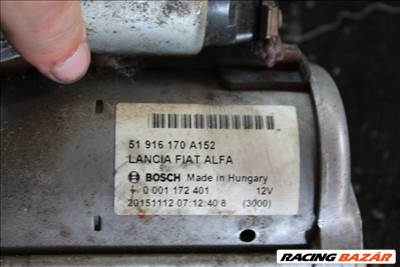 51 916 170 A152
LANCIA FIAT ALFA
BOSCH Made in Hungary
0 001 172 401 12V
20151112 07:12:40 8 (3000)
RACING BAZÁR